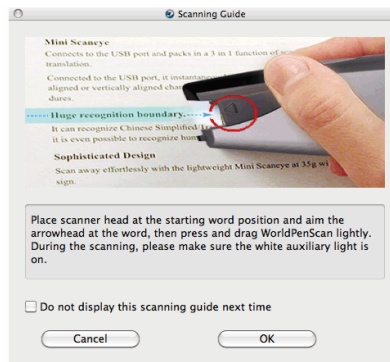 Scanning Guide
Mini Scaneye
Connects to the USB port and packs in a 3 in 1 function of
translation.
Connected to the USB port, it
aligned or vertically aligned
dures.
Huge recognition boundary.
It can recognize Chinese Simplified/
it is even possible to recognize
Sophisticated Design
Scan away effortlessly with the lightweight Mini Scaneye at 35g
sign.
Place scanner head at the starting word position and aim the
arrowhead at the word, then press and drag WorldPenScan lightly.
During the scanning, please make sure the white auxiliary light is
on.
Do not display this scanning guide next time
Cancel OK